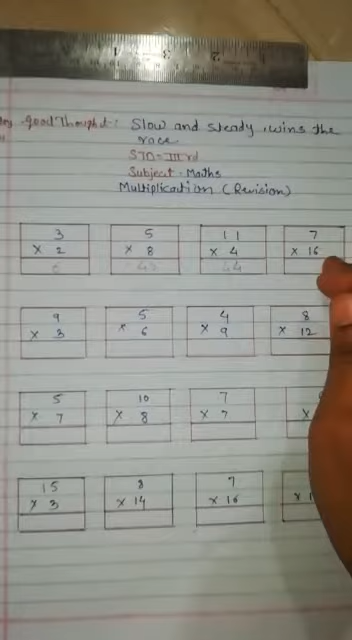 Good Thought:- Slow and steady, wins the
race
STD = III rd
Subject - Maths
Multiplication (Revision)
3 5 11 7
× 2 × 8 × 4 × 16
6 40 44
9 5 4 8
× 3 × 6 × 9 × 12
5 10 7
× 7 × 8 × 7 ×
15 8 7
× 3 × 14 × 16 ×